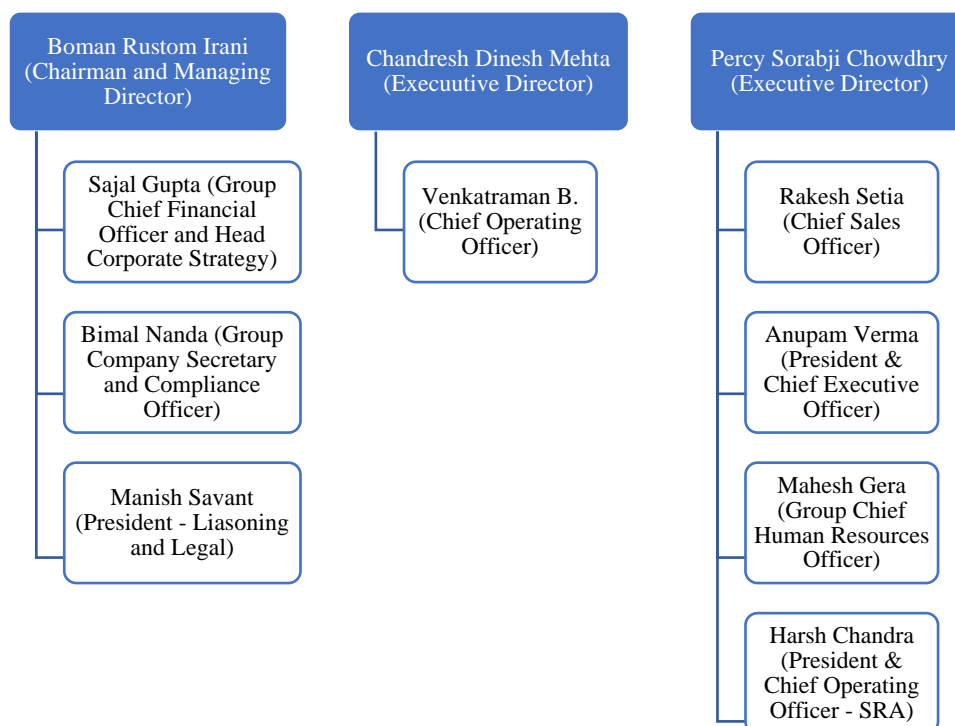 Boman Rustom Irani
(Chairman and Managing
Director)
Sajal Gupta (Group
Chief Financial
Officer and Head
Corporate Strategy)
Bimal Nanda (Group
Company Secretary
and Compliance
Officer)
Manish Savant
(President - Liasoning
and Legal)
Chandresh Dinesh Mehta
(Execuutive Director)
Venkatraman B.
(Chief Operating
Officer)
Percy Sorabji Chowdhry
(Executive Director)
Rakesh Setia
(Chief Sales
Officer)
Anupam Verma
(President &
Chief Executive
Officer)
Mahesh Gera
(Group Chief
Human Resources
Officer)
Harsh Chandra
(President &
Chief Operating
Officer - SRA)